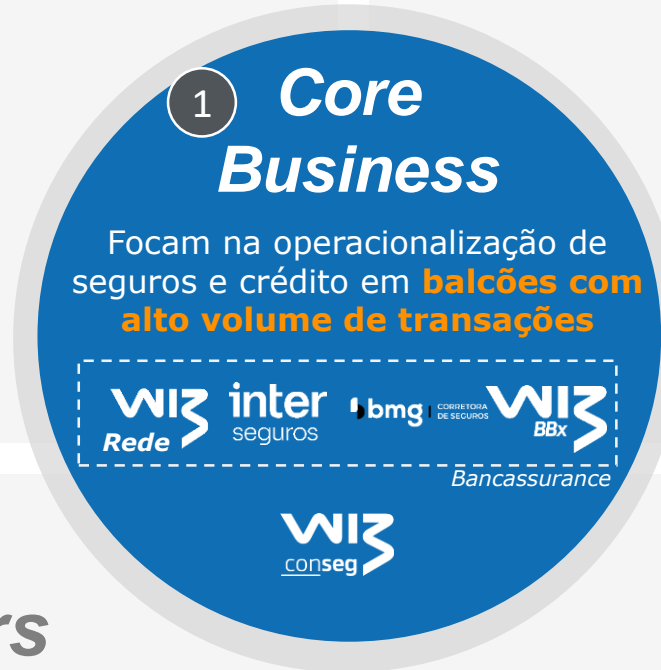 1
Core
Business
Focam na operacionalização de
seguros e crédito em balcões com
alto volume de transações
WIZ Rede
inter seguros
bmg CORRETORA DE SEGUROS
WIZ BBx
Bancassurance
WIZ
conseg
rs